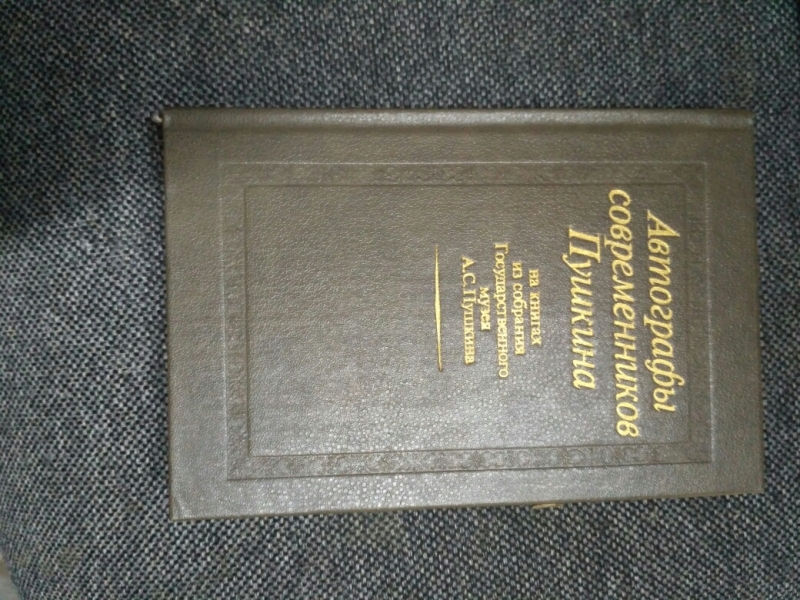 Автографы
современников
Пушкина
на книгах
из собрания
Государственного
музея
А.С.Пушкина